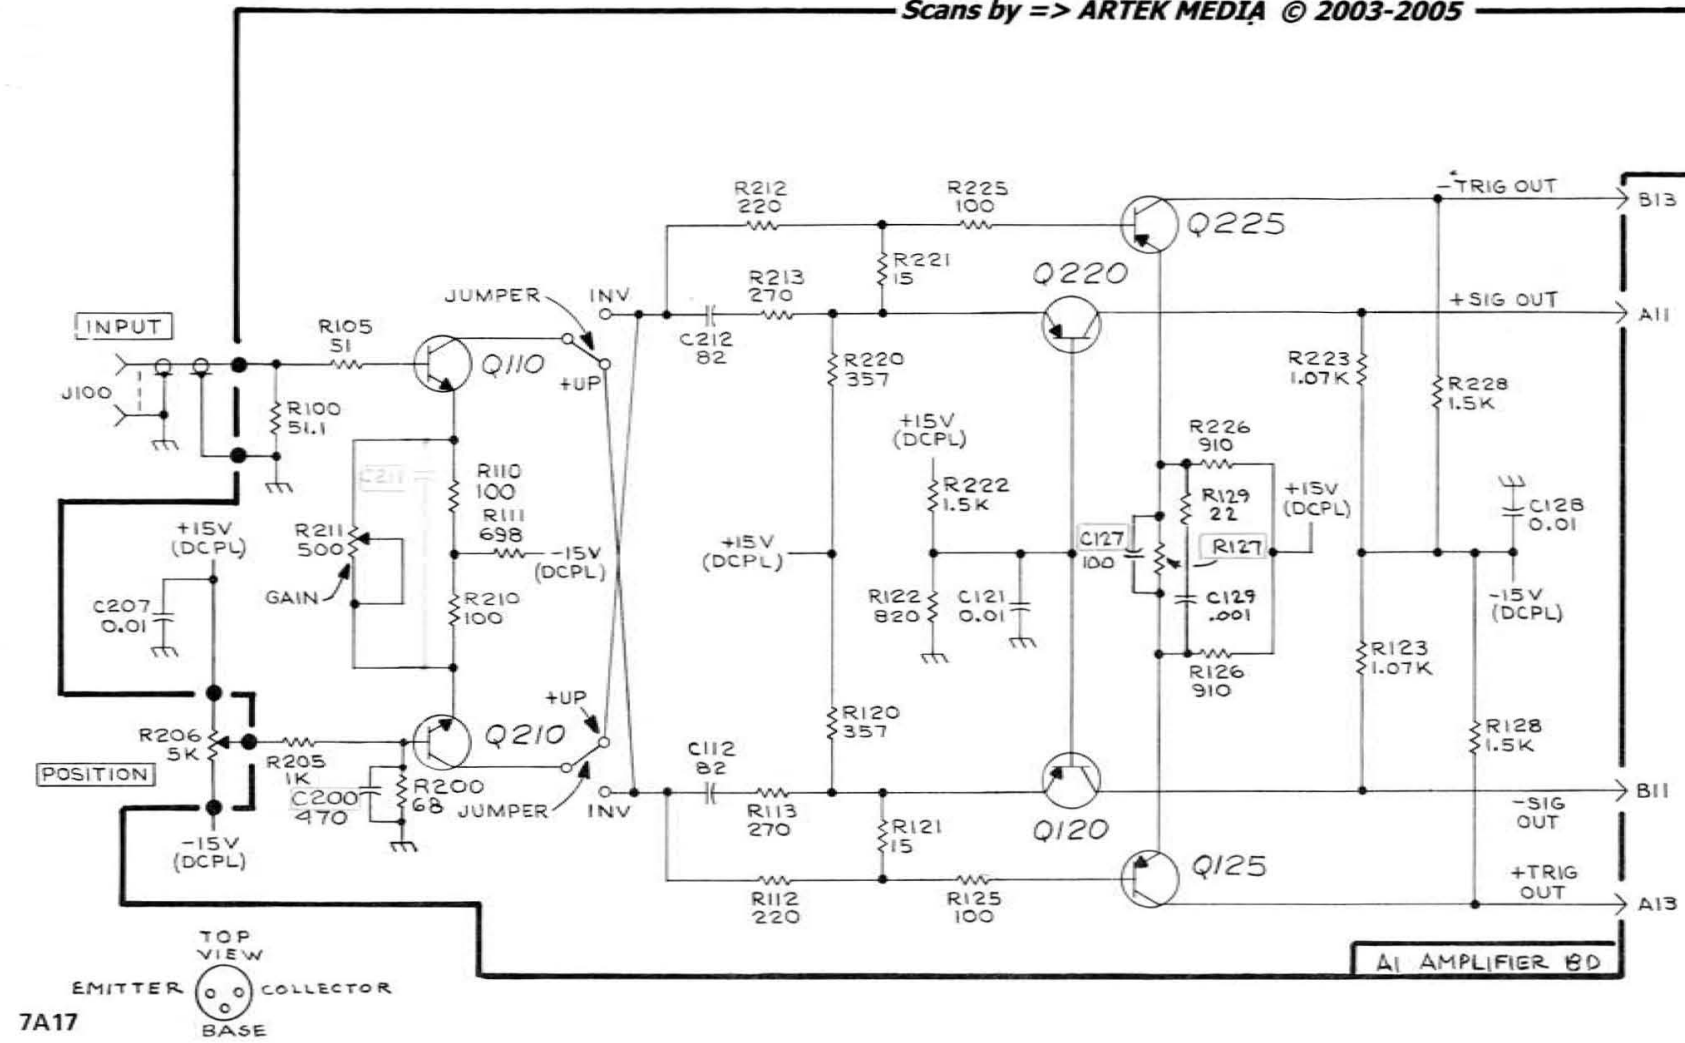 Scans by => ARTEK MEDIA © 2003-2005
R212
220
R225
100
-TRIG OUT
B13
Q225
R221
15
Q220
R213
270
JUMPER
INV
+SIG OUT
A11
INPUT
R105
51
Q110
C212
82
+UP
R220
357
R223
1.07K
R228
1.5K
J100
R100
51.1
+15V
(DCPL)
R226
910
C211
R110
100
R222
1.5K
R129
22
+15V
(DCPL)
C128
0.01
R111
698
+15V
(DCPL)
R211
500
-15V
(DCPL)
+15V
(DCPL)
C127
100
R127
GAIN
R210
100
C207
0.01
R122
820
C121
0.01
C129
.001
-15V
(DCPL)
R123
1.07K
R126
910
+UP
R120
357
R206
5K
Q210
R128
1.5K
POSITION
R205
1K
C112
82
C200
470
R200
68
JUMPER
INV
R113
270
R121
15
Q120
B11
-SIG
OUT
-15V
(DCPL)
Q125
+TRIG
OUT
R112
220
R125
100
A13
TOP
VIEW
A1 AMPLIFIER BD
EMITTER
COLLECTOR
BASE
7A17